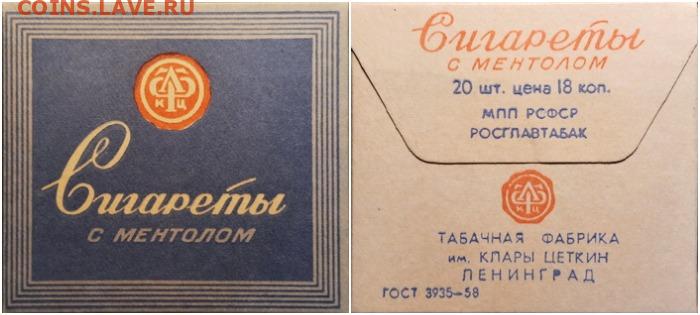 COINS.LAVE.РУ
Сигареты
С МЕНТОЛОМ
Сигареты
С МЕНТОЛОМ
20 шт. цена 18 коп.
МПП РСФСР
РОСГЛАВТАБАК
ТАБАЧНАЯ ФАБРИКА
им. КЛАРЫ ЦЕТКИН
ЛЕНИНГРАД
ГОСТ 3935-58